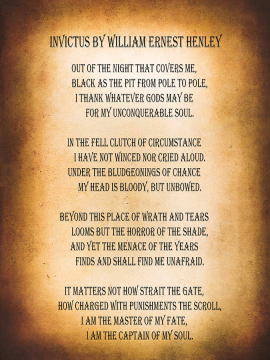 INVICTUS BY WILLIAM ERNEST HENLEY
OUT OF THE NIGHT THAT COVERS ME,
BLACK AS THE PIT FROM POLE TO POLE,
I THANK WHATEVER GODS MAY BE
FOR MY UNCONQUERABLE SOUL.
IN THE FELL CLUTCH OF CIRCUMSTANCE
I HAVE NOT WINCED NOR CRIED ALOUD.
UNDER THE BLUDGEONINGS OF CHANCE
MY HEAD IS BLOODY, BUT UNBOWED.
BEYOND THIS PLACE OF WRATH AND TEARS
LOOMS BUT THE HORROR OF THE SHADE,
AND YET THE MENACE OF THE YEARS
FINDS AND SHALL FIND ME UNAFRAID.
IT MATTERS NOT HOW STRAIT THE GATE,
HOW CHARGED WITH PUNISHMENTS THE SCROLL,
I AM THE MASTER OF MY FATE,
I AM THE CAPTAIN OF MY SOUL.